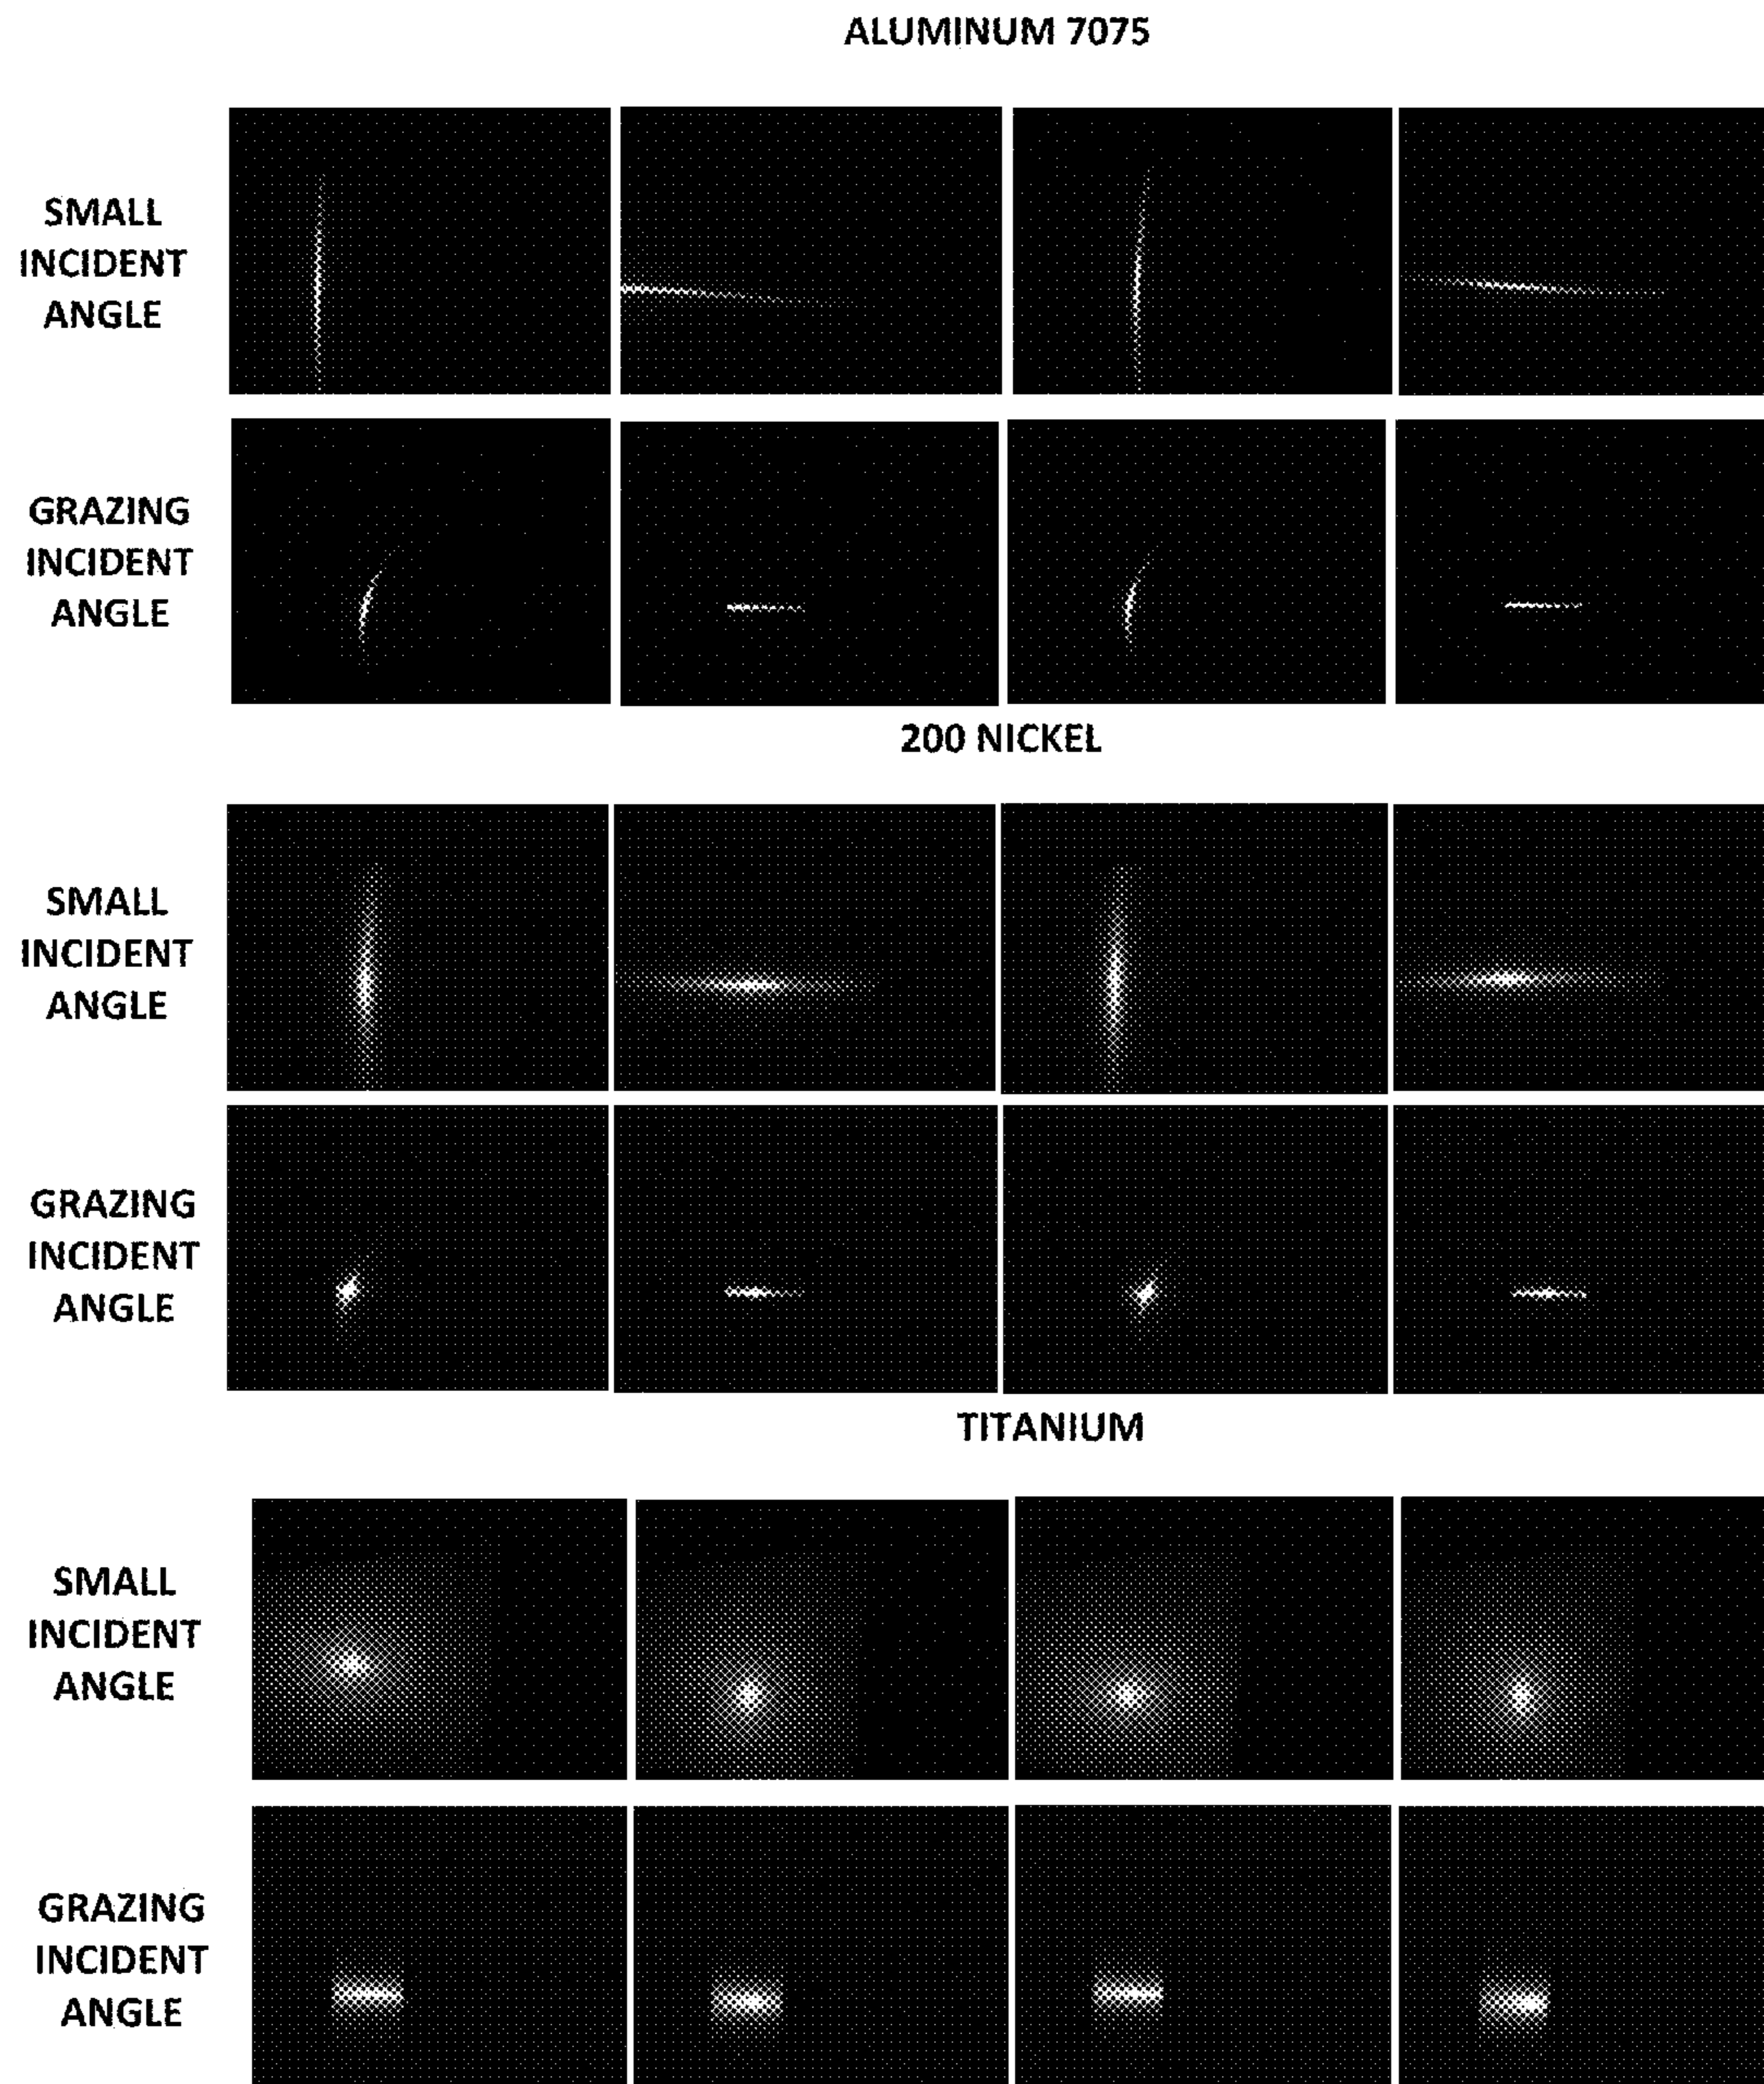 ALUMINUM 7075
SMALL
INCIDENT
ANGLE
GRAZING
INCIDENT
ANGLE
200 NICKEL
SMALL
INCIDENT
ANGLE
GRAZING
INCIDENT
ANGLE
TITANIUM
SMALL
INCIDENT
ANGLE
GRAZING
INCIDENT
ANGLE